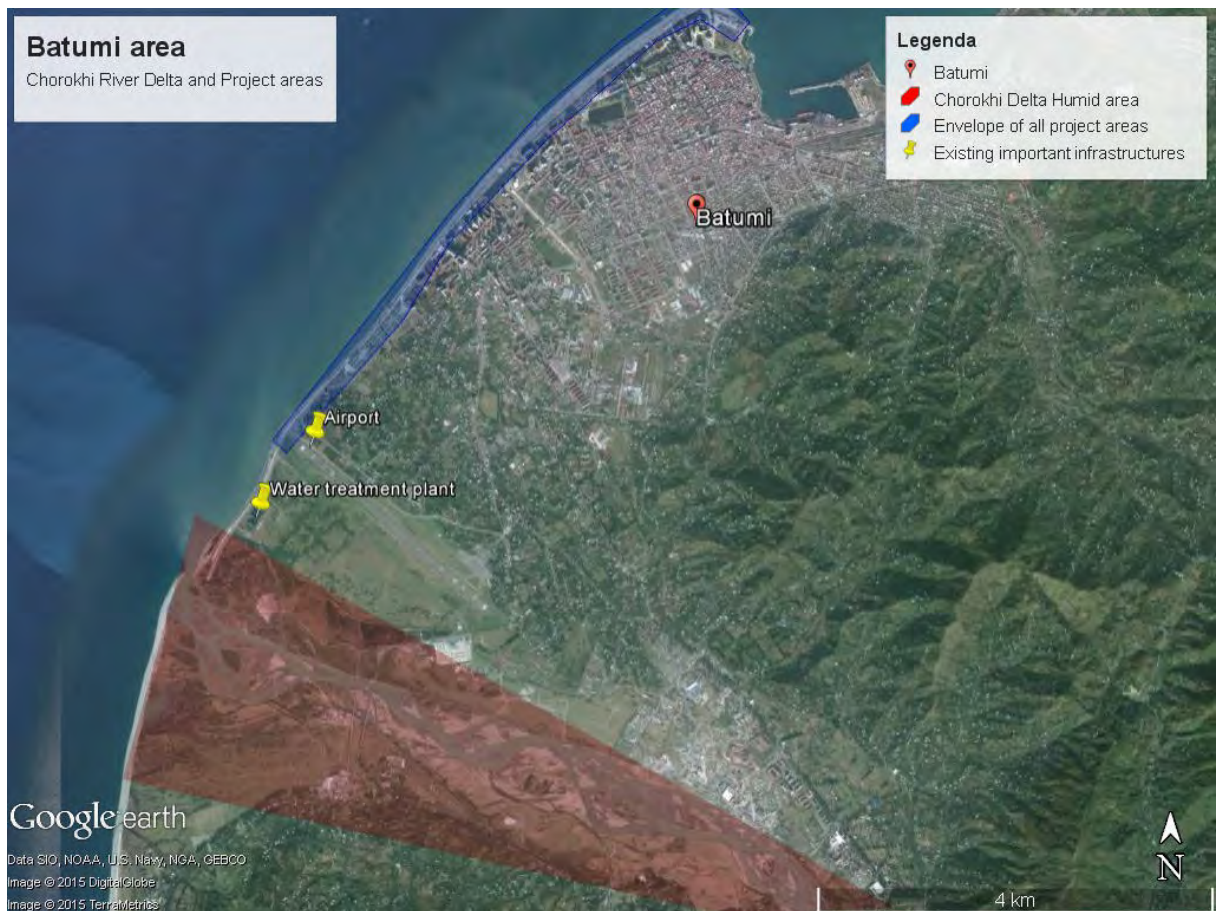 Batumi area
Chorokhi River Delta and Project areas
Legenda
Batumi
Chorokhi Delta Humid area
Envelope of all project areas
Existing important infrastructures
Batumi
Airport
Water treatment plant
Google earth
Data SIO, NOAA, U.S. Navy, NGA, GEBCO
Image © 2015 DigitalGlobe
Image © 2015 TerraMetrics
N
4 km